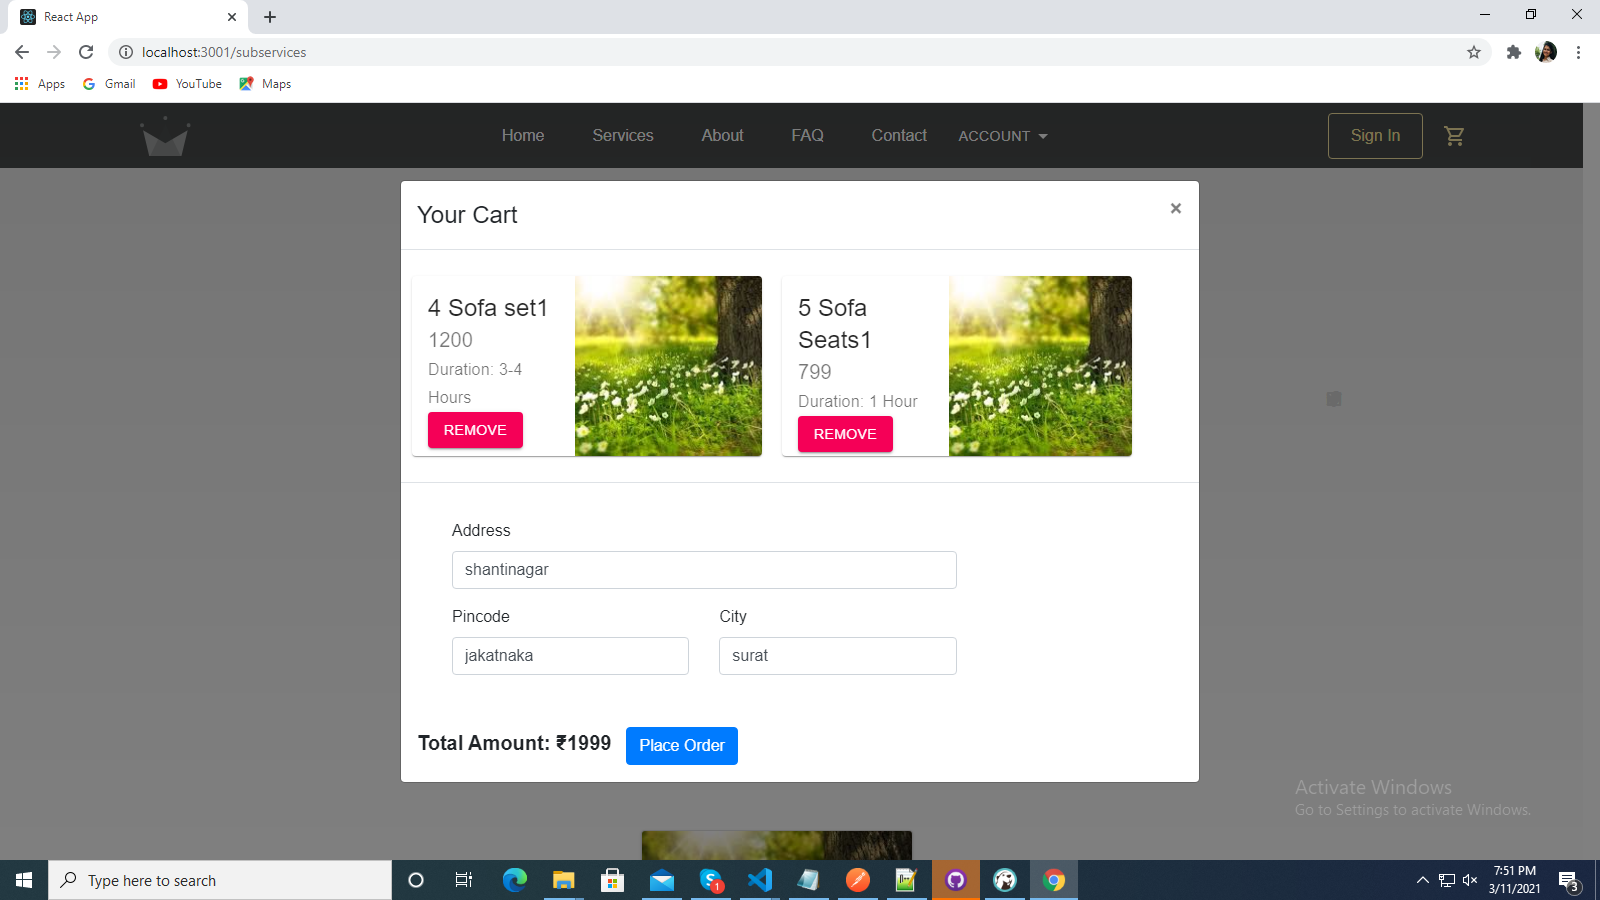 React App
localhost:3001/subservices
Apps
Gmail
YouTube
Maps
Home
Services
About
FAQ
Contact
ACCOUNT
Sign In
Your Cart
×
4 Sofa set1
1200
Duration: 3-4
Hours
REMOVE
5 Sofa
Seats1
799
Duration: 1 Hour
REMOVE
Address
shantinagar
Pincode
City
jakatnaka
surat
Total Amount: ₹1999
Place Order
Activate Windows
Go to Settings to activate Windows.
Type here to search
1
7:51 PM
3/11/2021
3